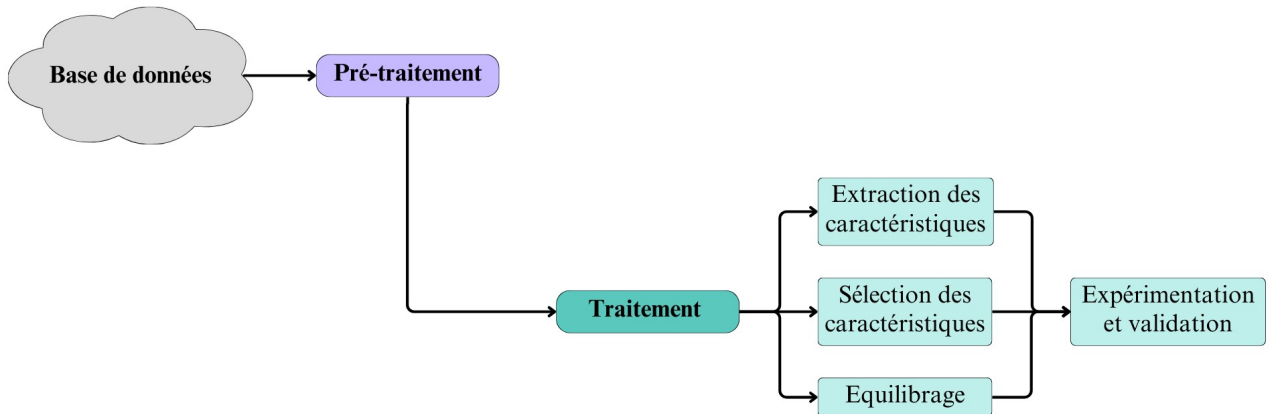 Base de données
Pré-traitement
Extraction des
caractéristiques
Traitement
Sélection des
caractéristiques
Expérimentation
et validation
Equilibrage